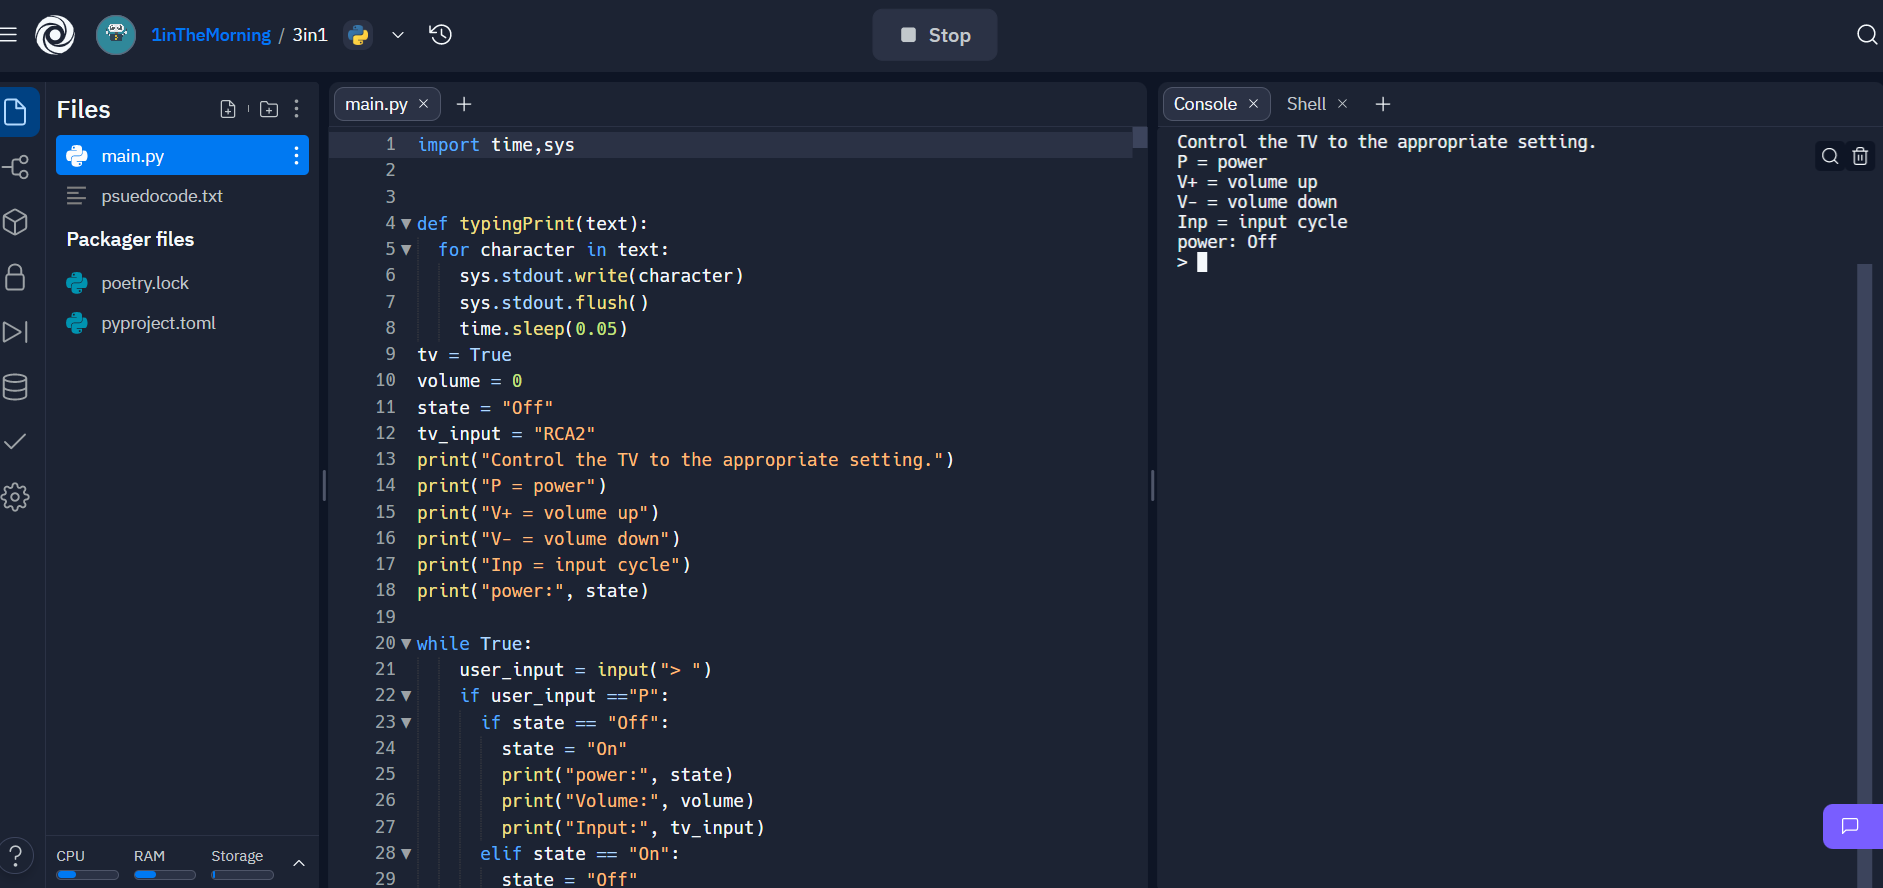 1inTheMorning / 3in1
Stop
Files
main.py
psuedocode.txt
Packager files
poetry.lock
pyproject.toml
CPU RAM Storage
main.py
1 import time,sys
2
3
4 def typingPrint(text):
5 for character in text:
6 sys.stdout.write(character)
7 sys.stdout.flush()
8 time.sleep(0.05)
9 tv = True
10 volume = 0
11 state = "Off"
12 tv_input = "RCA2"
13 print("Control the TV to the appropriate setting.")
14 print("P = power")
15 print("V+ = volume up")
16 print("V- = volume down")
17 print("Inp = input cycle")
18 print("power:", state)
19
20 while True:
21 user_input = input("> ")
22 if user_input =="P":
23 if state == "Off":
24 state = "On"
25 print("power:", state)
26 print("Volume:", volume)
27 print("Input:", tv_input)
28 elif state == "On":
29 state = "Off"
Console Shell
Control the TV to the appropriate setting.
P = power
V+ = volume up
V- = volume down
Inp = input cycle
power: Off
>